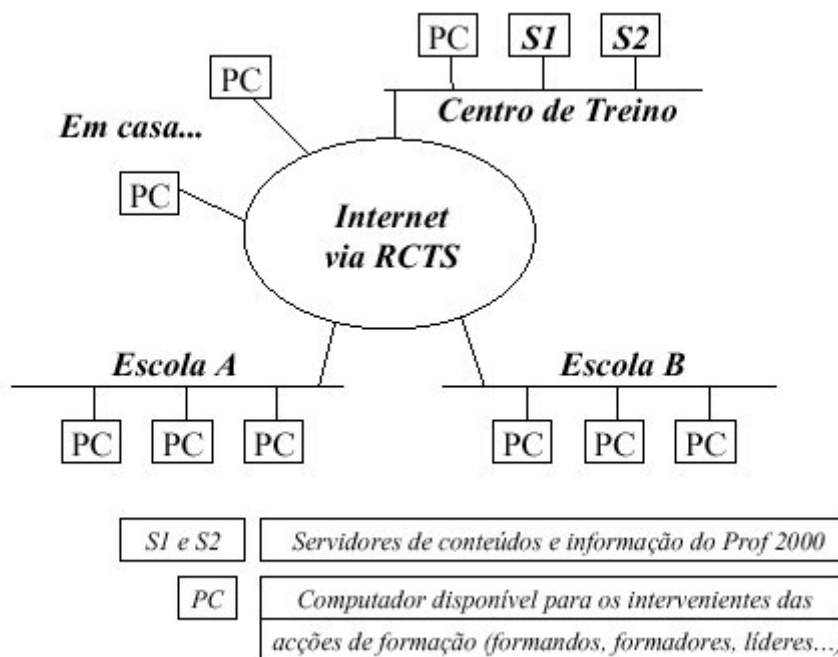 PC S1 S2
PC
Centro de Treino
Em casa...
PC
Internet
via RCTS
Escola A
Escola B
PC PC PC
PC PC PC
S1 e S2
Servidores de conteúdos e informação do Prof 2000
PC
Computador disponível para os intervenientes das
acções de formação (formandos, formadores, líderes...)